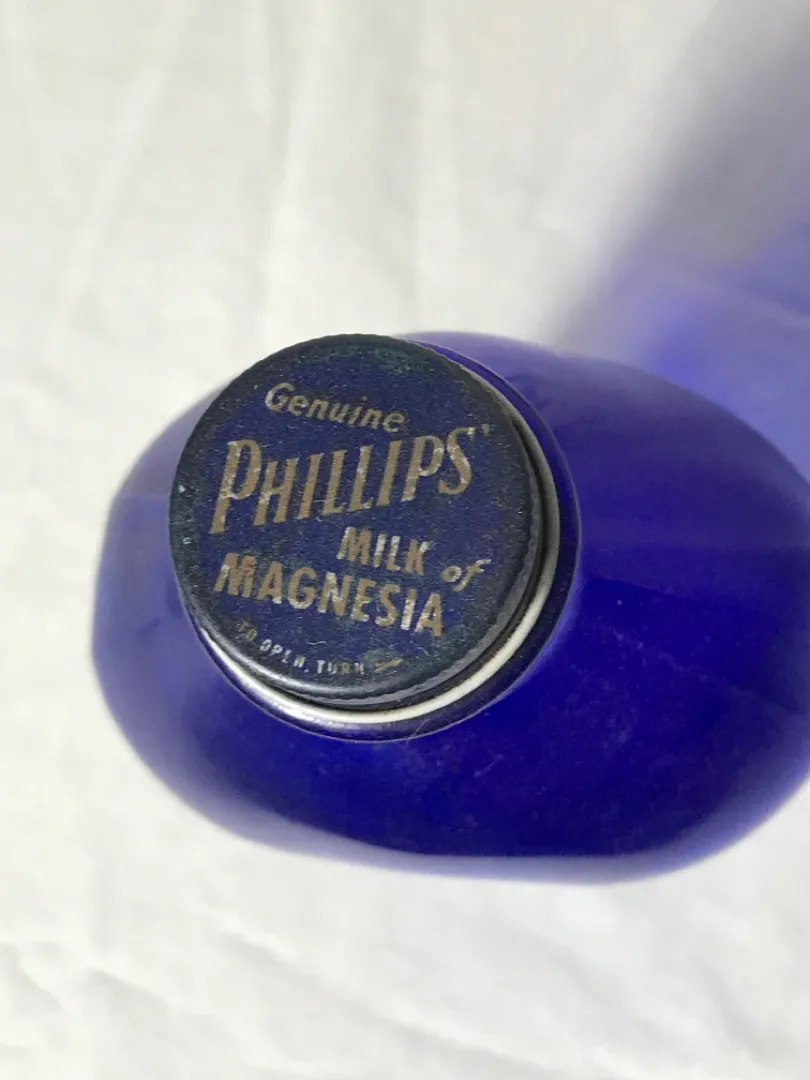 Genuine
PHILLIPS'
MILK of
MAGNESIA
TO OPEN, TURN